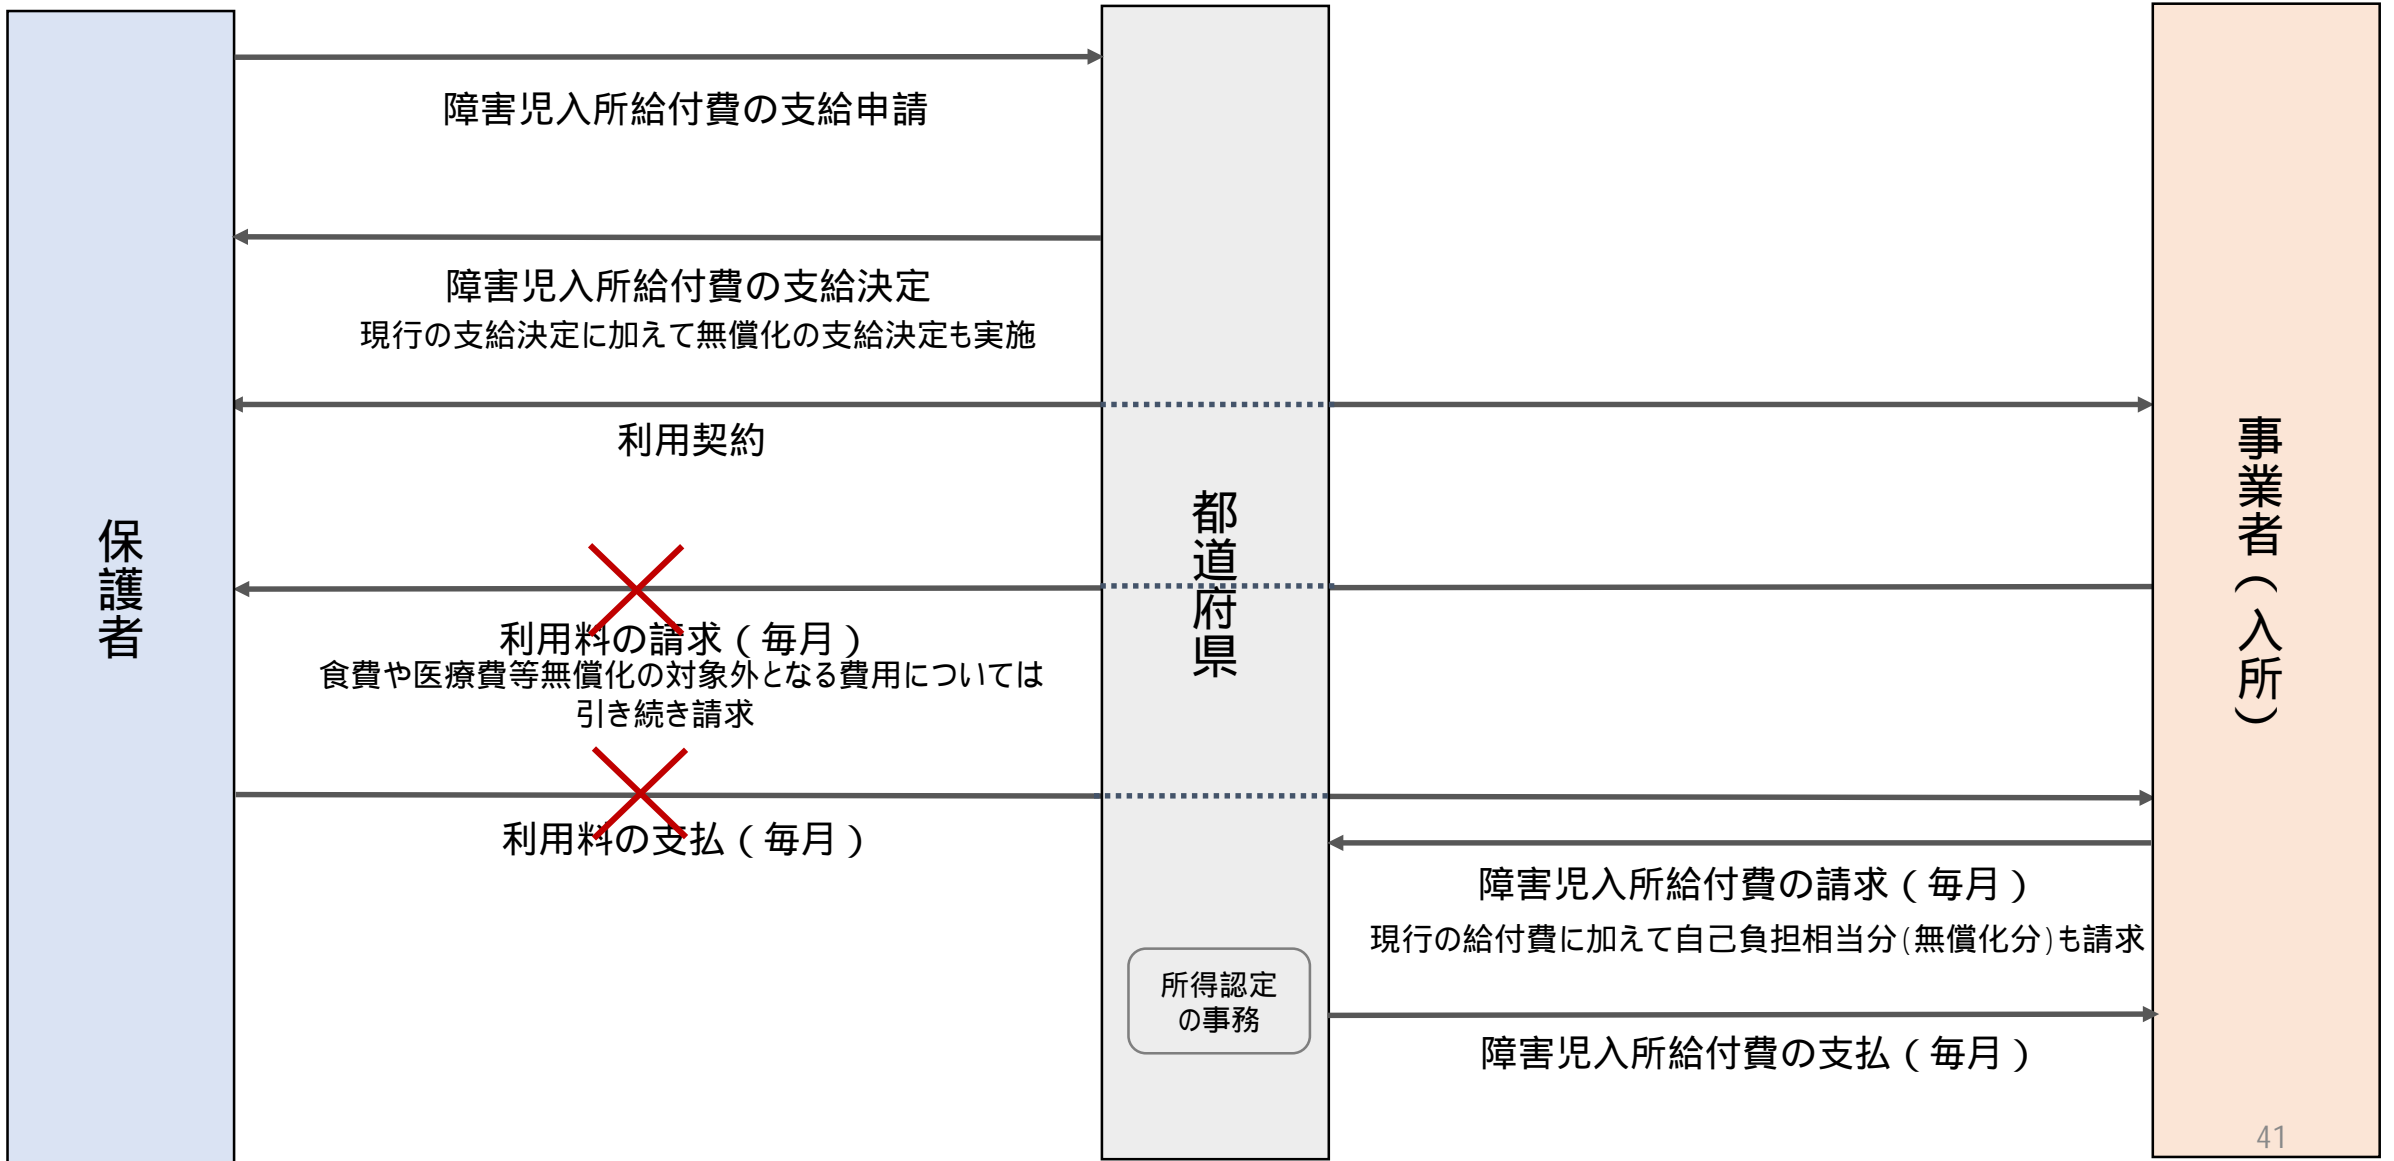 障害児入所給付費の支給申請
障害児入所給付費の支給決定
現行の支給決定に加えて無償化の支給決定も実施
利用契約
保護者
都道府県
事業者（入所）
利用料の請求（毎月）
食費や医療費等無償化の対象外となる費用については
引き続き請求
利用料の支払（毎月）
障害児入所給付費の請求（毎月）
現行の給付費に加えて自己負担相当分(無償化分)も請求
所得認定
の事務
障害児入所給付費の支払（毎月）
41